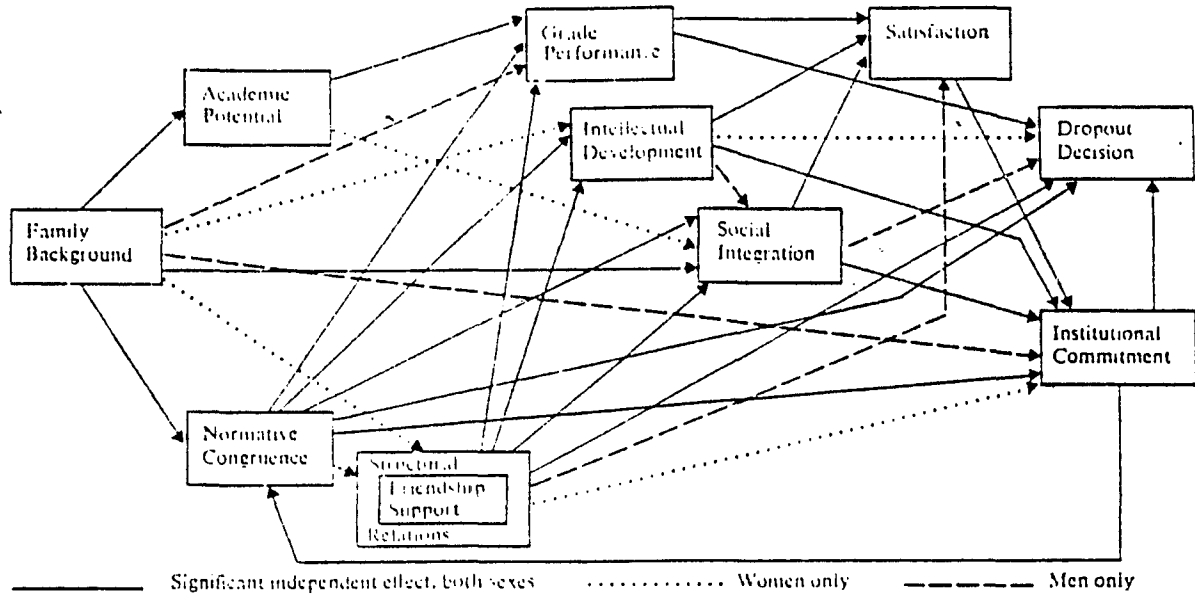 Grade
Performance
Satisfaction
Academic
Potential
Intellectual
Development
Dropout
Decision
Family
Background
Social
Integration
Institutional
Commitment
Normative
Congruence
Structural
Friendship
Support
Relations
Significant independent effect, both sexes
Women only
Men only